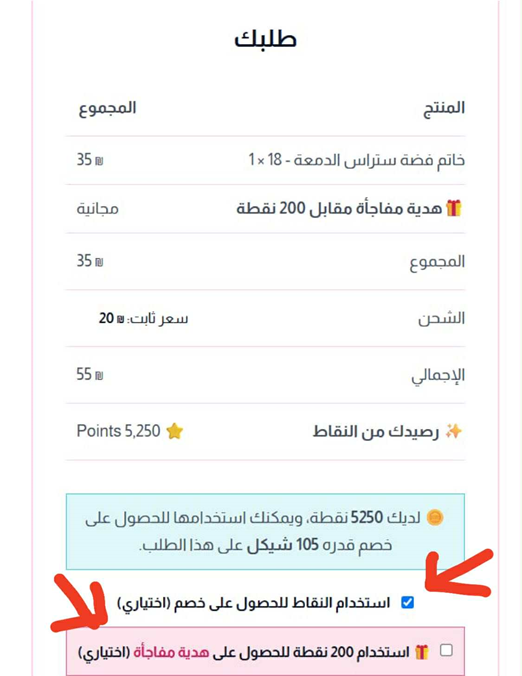 طلبك
المنتج المجموع
خاتم فضة ستراس الدمعة - 18 × 1 ₪ 35
🎁 هدية مفاجأة مقابل 200 نقطة مجانية
المجموع ₪ 35
الشحن سعر ثابت: ₪ 20
الإجمالي ₪ 55
✨ رصيدك من النقاط ⭐ Points 5,250
🪙 لديك 5250 نقطة، ويمكنك استخدامها للحصول على
خصم قدره 105 شيكل على هذا الطلب.
استخدام النقاط للحصول على خصم (اختياري)
🎁 استخدام 200 نقطة للحصول على هدية مفاجأة (اختياري)